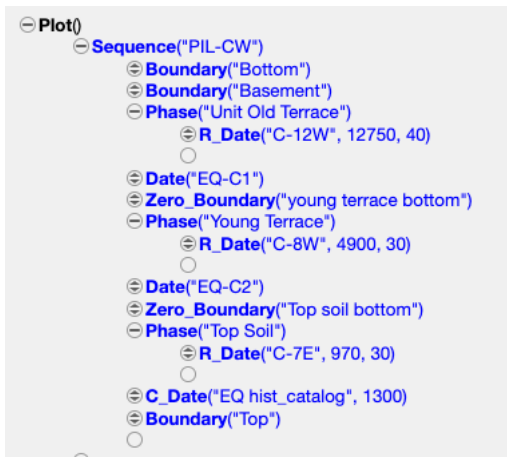 Plot()
Sequence("PIL-CW")
Boundary("Bottom")
Boundary("Basement")
Phase("Unit Old Terrace")
R_Date("C-12W", 12750, 40)
Date("EQ-C1")
Zero_Boundary("young terrace bottom")
Phase("Young Terrace")
R_Date("C-8W", 4900, 30)
Date("EQ-C2")
Zero_Boundary("Top soil bottom")
Phase("Top Soil")
R_Date("C-7E", 970, 30)
C_Date("EQ hist_catalog", 1300)
Boundary("Top")